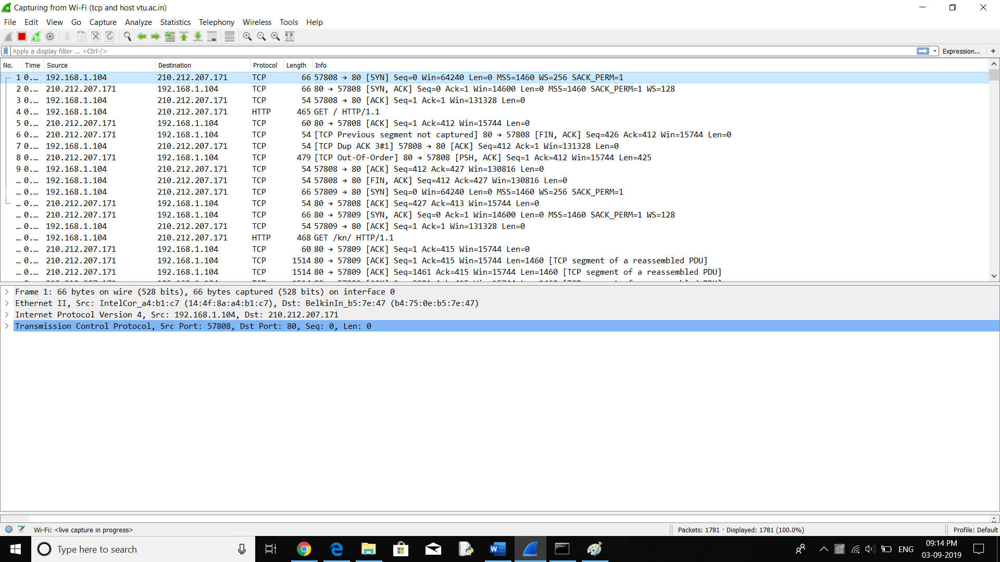 Capturing from Wi-Fi (tcp and host vtu.ac.in)
File Edit View Go Capture Analyze Statistics Telephony Wireless Tools Help
Apply a display filter ... <Ctrl-/> Expression... +
No. Time Source Destination Protocol Length Info
1 0.... 192.168.1.104 210.212.207.171 TCP 66 57808 → 80 [SYN] Seq=0 Win=64240 Len=0 MSS=1460 WS=256 SACK_PERM=1
2 0.... 210.212.207.171 192.168.1.104 TCP 66 80 → 57808 [SYN, ACK] Seq=0 Ack=1 Win=14600 Len=0 MSS=1460 SACK_PERM=1 WS=128
3 0.... 192.168.1.104 210.212.207.171 TCP 54 57808 → 80 [ACK] Seq=1 Ack=1 Win=131328 Len=0
4 0.... 192.168.1.104 210.212.207.171 HTTP 465 GET / HTTP/1.1
5 0.... 210.212.207.171 192.168.1.104 TCP 60 80 → 57808 [ACK] Seq=1 Ack=412 Win=15744 Len=0
6 0.... 210.212.207.171 192.168.1.104 TCP 54 [TCP Previous segment not captured] 80 → 57808 [FIN, ACK] Seq=426 Ack=412 Win=15744 Len=0
7 0.... 192.168.1.104 210.212.207.171 TCP 54 [TCP Dup ACK 3#1] 57808 → 80 [ACK] Seq=412 Ack=1 Win=131328 Len=0
8 0.... 210.212.207.171 192.168.1.104 TCP 479 [TCP Out-Of-Order] 80 → 57808 [PSH, ACK] Seq=1 Ack=412 Win=15744 Len=425
9 0.... 192.168.1.104 210.212.207.171 TCP 54 57808 → 80 [ACK] Seq=412 Ack=427 Win=130816 Len=0
... 0.... 192.168.1.104 210.212.207.171 TCP 54 57808 → 80 [FIN, ACK] Seq=412 Ack=427 Win=130816 Len=0
... 0.... 192.168.1.104 210.212.207.171 TCP 66 57809 → 80 [SYN] Seq=0 Win=64240 Len=0 MSS=1460 WS=256 SACK_PERM=1
... 0.... 210.212.207.171 192.168.1.104 TCP 54 80 → 57808 [ACK] Seq=427 Ack=413 Win=15744 Len=0
... 0.... 210.212.207.171 192.168.1.104 TCP 66 80 → 57809 [SYN, ACK] Seq=0 Ack=1 Win=14600 Len=0 MSS=1460 SACK_PERM=1 WS=128
... 0.... 192.168.1.104 210.212.207.171 TCP 54 57809 → 80 [ACK] Seq=1 Ack=1 Win=131328 Len=0
... 0.... 192.168.1.104 210.212.207.171 HTTP 468 GET /kn/ HTTP/1.1
... 0.... 210.212.207.171 192.168.1.104 TCP 60 80 → 57809 [ACK] Seq=1 Ack=415 Win=15744 Len=0
... 0.... 210.212.207.171 192.168.1.104 TCP 1514 80 → 57809 [ACK] Seq=1 Ack=415 Win=15744 Len=1460 [TCP segment of a reassembled PDU]
... 0.... 210.212.207.171 192.168.1.104 TCP 1514 80 → 57809 [ACK] Seq=1461 Ack=415 Win=15744 Len=1460 [TCP segment of a reassembled PDU]
Frame 1: 66 bytes on wire (528 bits), 66 bytes captured (528 bits) on interface 0
Ethernet II, Src: IntelCor_a4:b1:c7 (14:4f:8a:a4:b1:c7), Dst: BelkinIn_b5:7e:47 (b4:75:0e:b5:7e:47)
Internet Protocol Version 4, Src: 192.168.1.104, Dst: 210.212.207.171
Transmission Control Protocol, Src Port: 57808, Dst Port: 80, Seq: 0, Len: 0
Wi-Fi: <live capture in progress> Packets: 1781 · Displayed: 1781 (100.0%) Profile: Default
Type here to search ENG 09:14 PM
03-09-2019